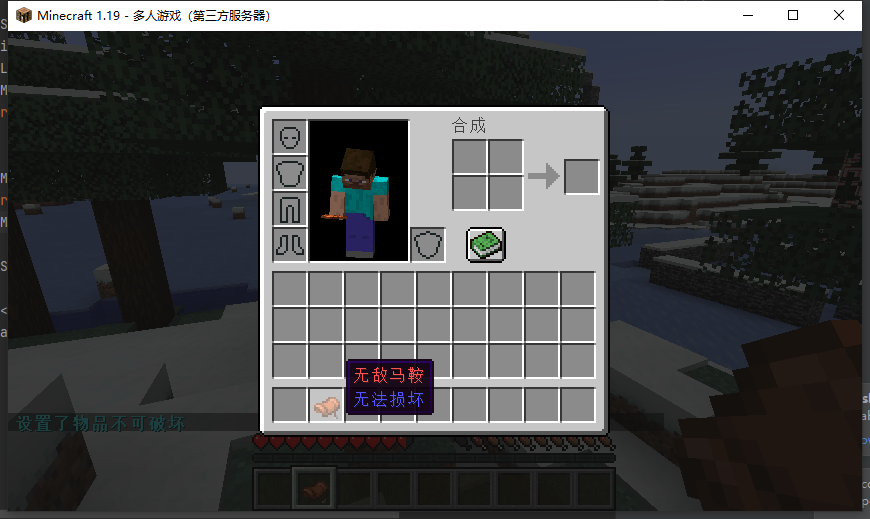 Minecraft 1.19 - 多人游戏（第三方服务器）
合成
无敌马鞍
无法损坏
设置了物品不可破坏